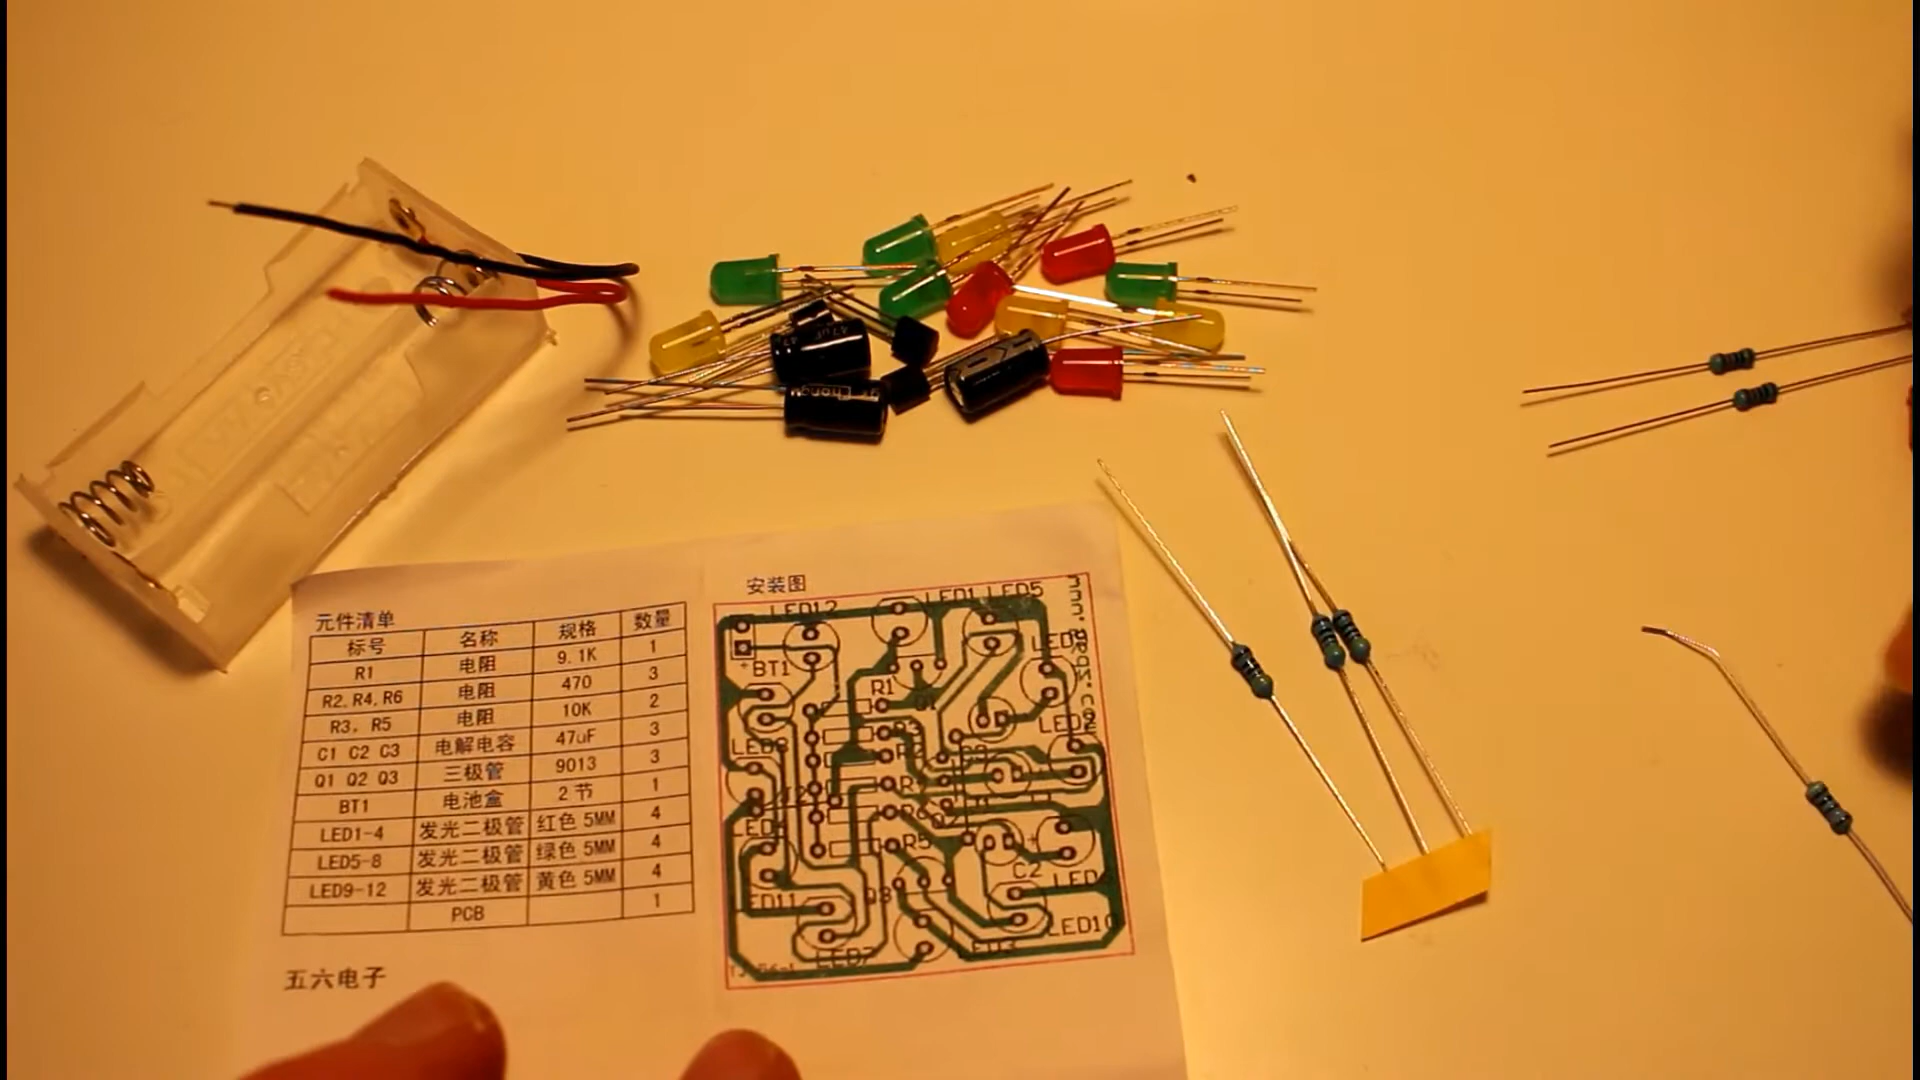 47uF
Chong
元件清单
标号 名称 规格 数量
R1 电阻 9.1K 1
R2,R4,R6 电阻 470 3
R3, R5 电阻 10K 2
C1 C2 C3 电解电容 47uF 3
Q1 Q2 Q3 三极管 9013 3
BT1 电池盒 2节 1
LED1-4 发光二极管 红色 5MM 4
LED5-8 发光二极管 绿色 5MM 4
LED9-12 发光二极管 黄色 5MM 4
PCB 1
五六电子
安装图
LED12 LED1 LED5
BT1
R1
LED2
R2
R6
R5
C2
LED10
LED7 LED3